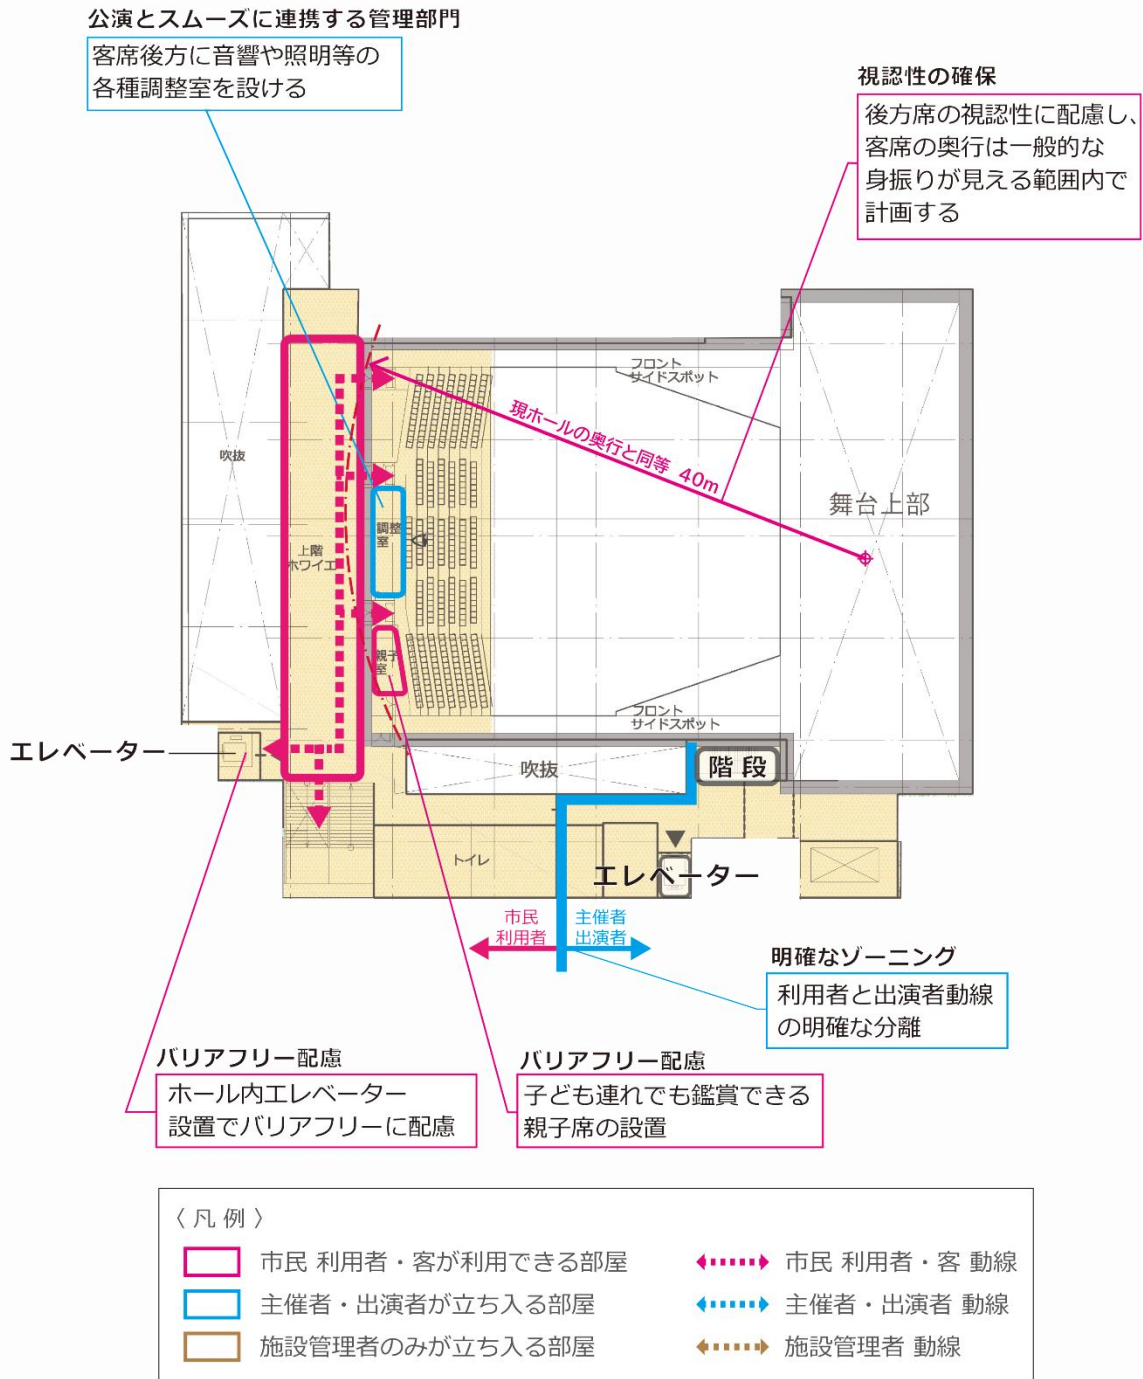 公演とスムーズに連携する管理部門
客席後方に音響や照明等の
各種調整室を設ける
視認性の確保
後方席の視認性に配慮し、
客席の奥行は一般的な
身振りが見える範囲内で
計画する
フロント
サイドスポット
現ホールの奥行と同等 40m
吹抜
舞台上部
調整
室
上階
ホワイエ
親子
室
フロント
サイドスポット
エレベーター
吹抜
階段
トイレ
エレベーター
市民
利用者
主催者
出演者
明確なゾーニング
利用者と出演者動線
の明確な分離
バリアフリー配慮
ホール内エレベーター
設置でバリアフリーに配慮
バリアフリー配慮
子ども連れでも鑑賞できる
親子席の設置
〈凡例〉
市民 利用者・客が利用できる部屋
市民 利用者・客 動線
主催者・出演者が立ち入る部屋
主催者・出演者 動線
施設管理者のみが立ち入る部屋
施設管理者 動線